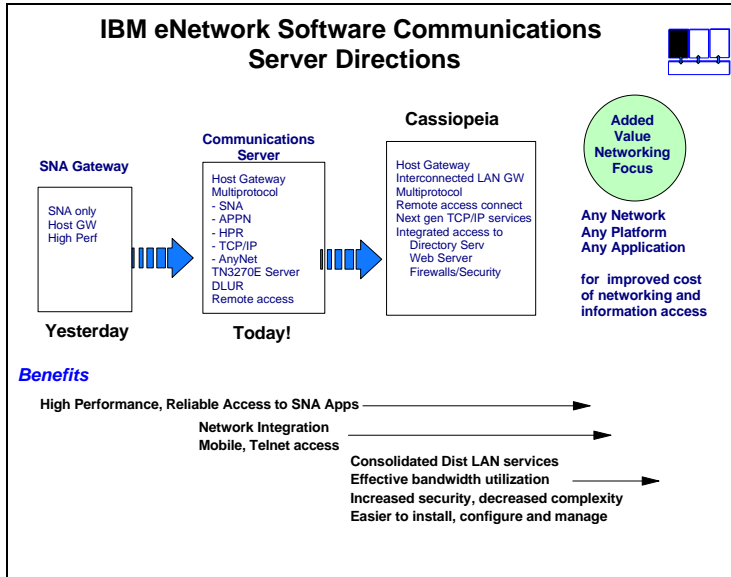 IBM eNetwork Software Communications
Server Directions
SNA Gateway
SNA only
Host GW
High Perf
Yesterday
Communications
Server
Host Gateway
Multiprotocol
- SNA
- APPN
- HPR
- TCP/IP
- AnyNet
TN3270E Server
DLUR
Remote access
Today!
Cassiopeia
Host Gateway
Interconnected LAN GW
Multiprotocol
Remote access connect
Next gen TCP/IP services
Integrated access to
Directory Serv
Web Server
Firewalls/Security
Added
Value
Networking
Focus
Any Network
Any Platform
Any Application
for improved cost
of networking and
information access
Benefits
High Performance, Reliable Access to SNA Apps
Network Integration
Mobile, Telnet access
Consolidated Dist LAN services
Effective bandwidth utilization
Increased security, decreased complexity
Easier to install, configure and manage